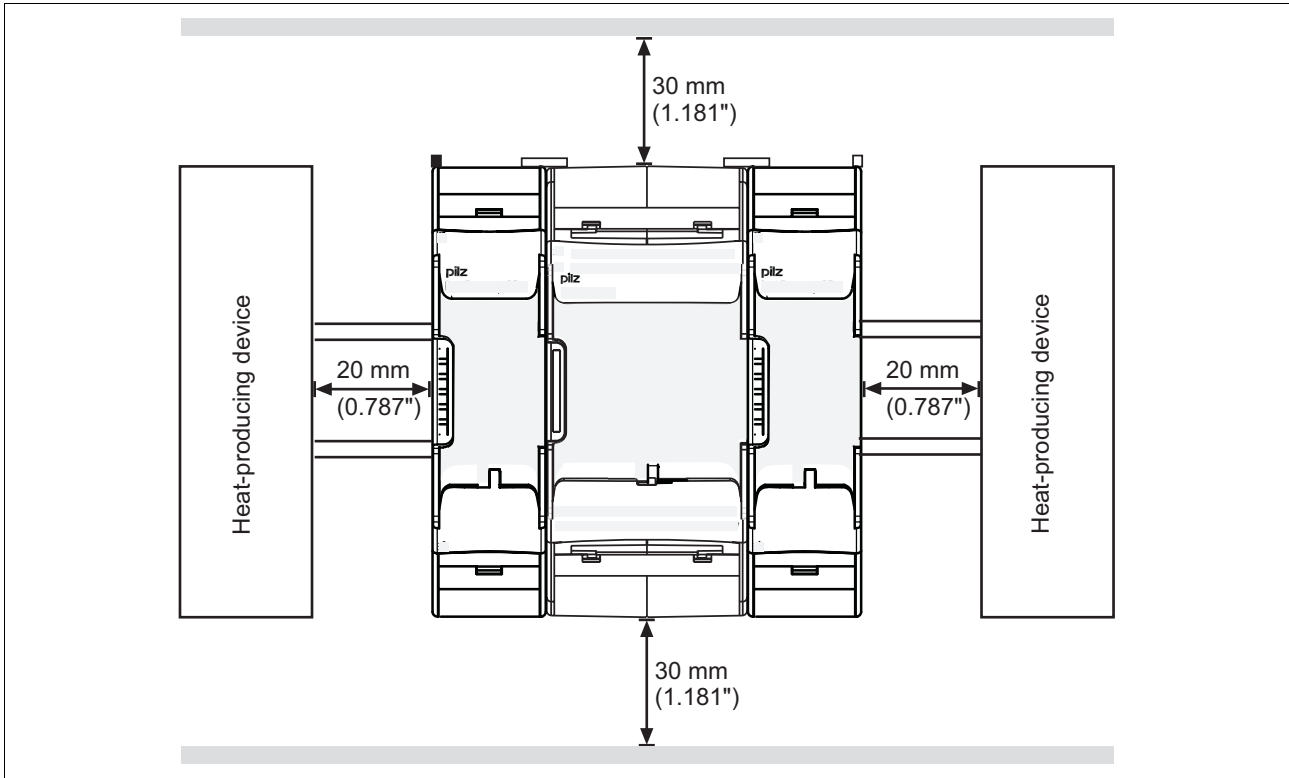 30 mm
(1.181")
pilz
pilz
pilz
Heat-producing device
20 mm
(0.787")
20 mm
(0.787")
Heat-producing device
30 mm
(1.181")